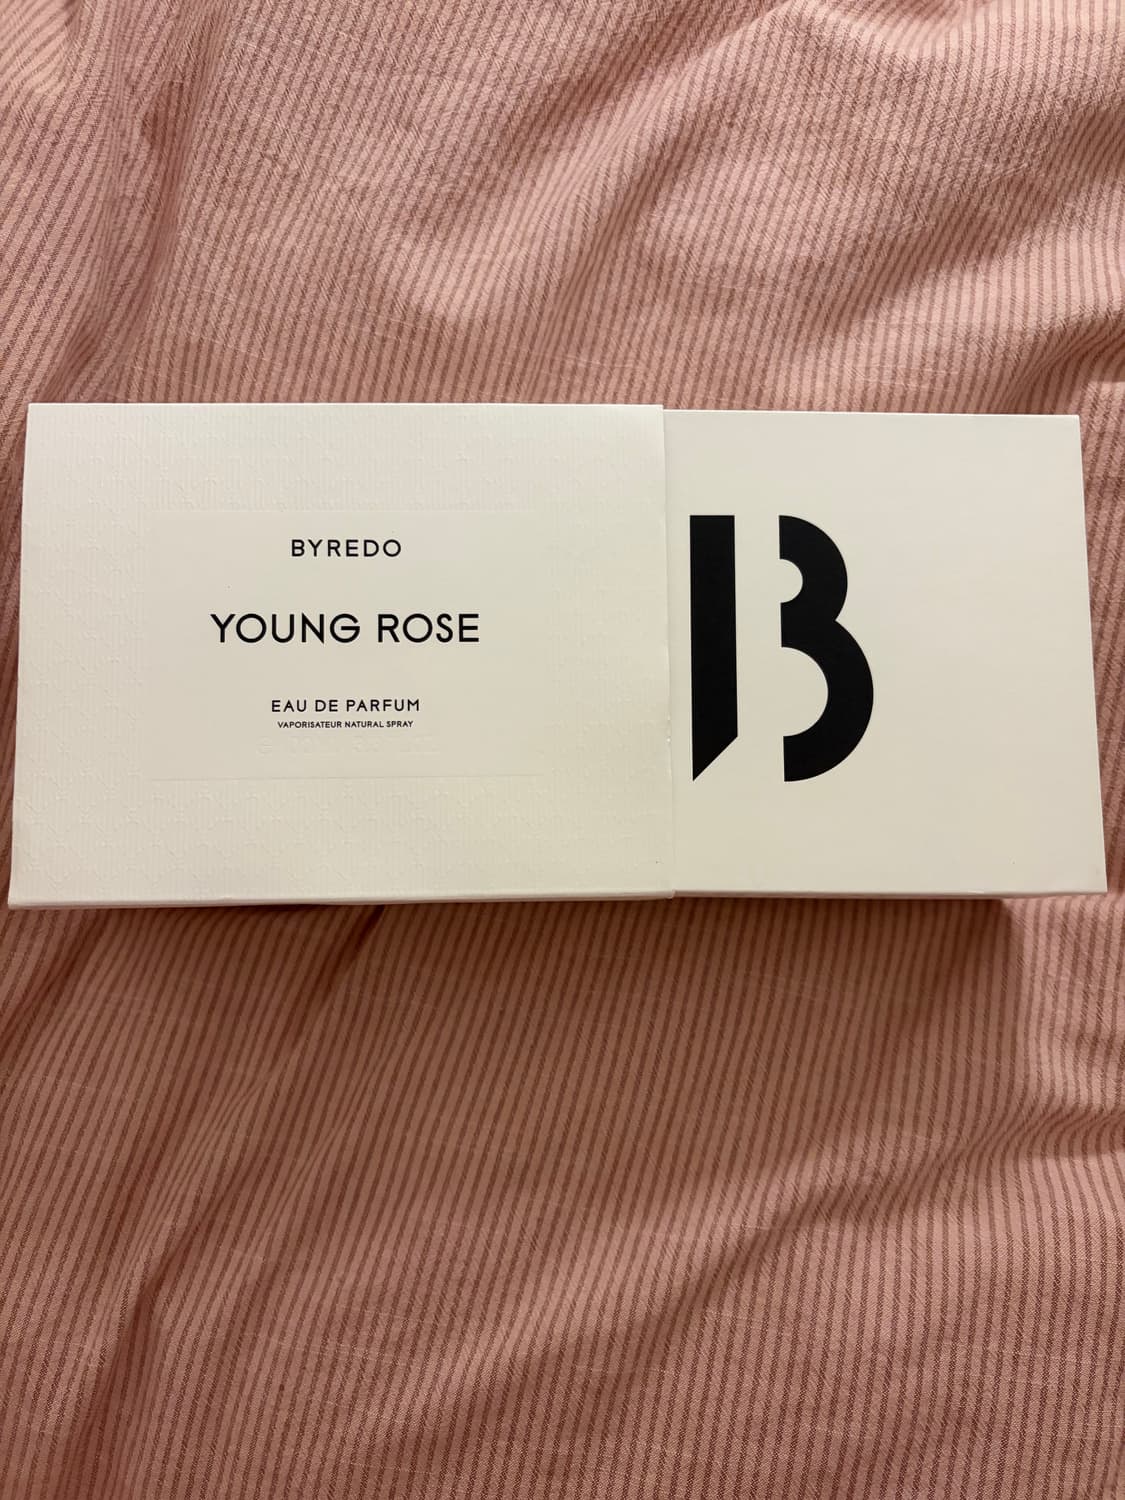 BYREDO
YOUNG ROSE
EAU DE PARFUM
VAPORISATEUR NATURAL SPRAY
B